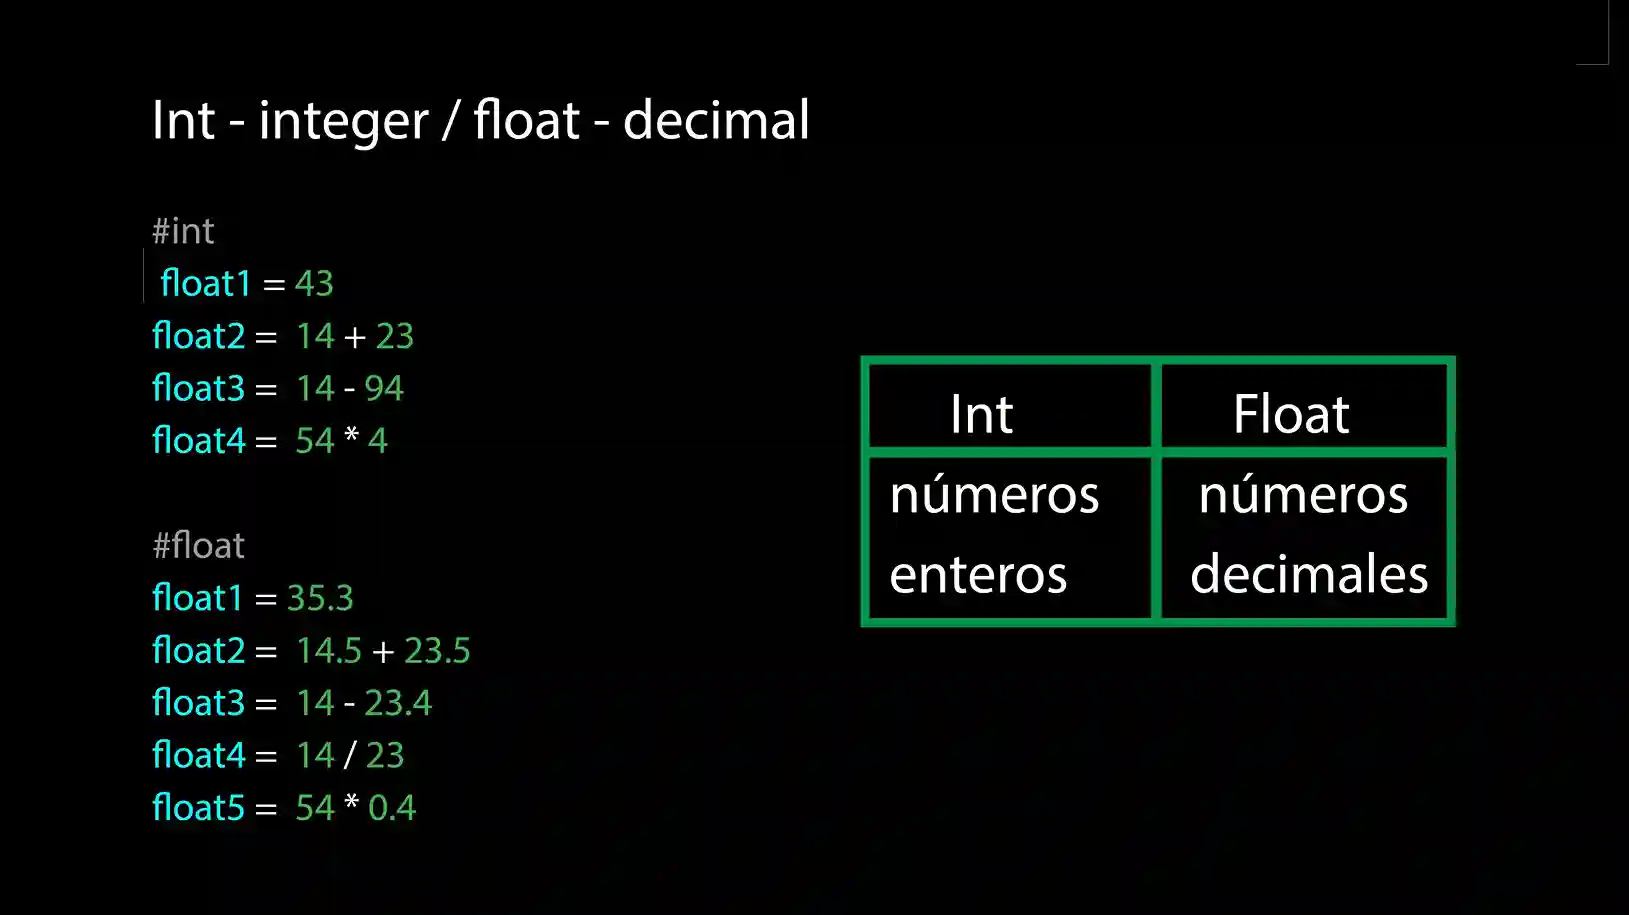 Int - integer / float - decimal
#int
float1 = 43
float2 = 14 + 23
float3 = 14 - 94
float4 = 54 * 4
#float
float1 = 35.3
float2 = 14.5 + 23.5
float3 = 14 - 23.4
float4 = 14 / 23
float5 = 54 * 0.4
Int
Float
números
enteros
números
decimales